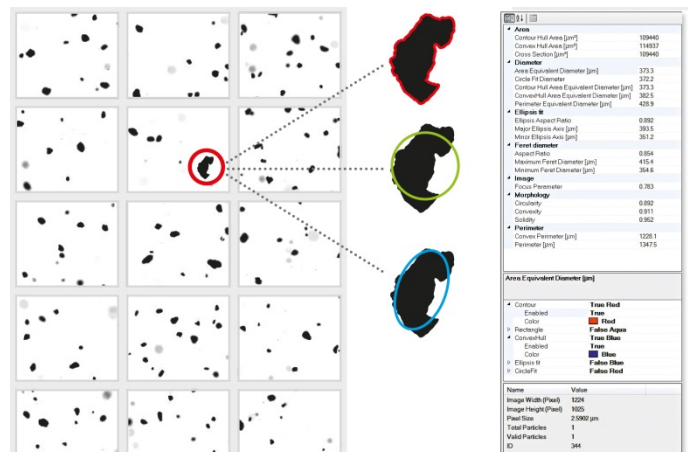 Area
Contour Hull Area [µm²] 109440
Convex Hull Area [µm²] 114937
Cross Section [µm²] 109440
Diameter
Area Equivalent Diameter [µm] 373.3
Circle Fit Diameter 372.2
Contour Hull Area Equivalent Diameter [µm] 373.3
ConvexHull Area Equivalent Diameter [µm] 382.5
Perimeter Equivalent Diameter [µm] 428.9
Ellipsis fit
Ellipsis Aspect Ratio 0.892
Major Ellipsis Axis [µm] 393.5
Minor Ellipsis Axis [µm] 351.2
Feret diameter
Aspect Ratio 0.854
Maximum Feret Diameter [µm] 415.4
Minimum Feret Diameter [µm] 354.6
Image
Focus Parameter 0.783
Morphology
Circularity 0.892
Convexity 0.911
Solidity 0.952
Perimeter
Convex Perimeter [µm] 1228.1
Perimeter [µm] 1347.5
Area Equivalent Diameter [µm]
Contour True Red
Enabled True
Color Red
Rectangle False Aqua
ConvexHull True Blue
Enabled True
Color Blue
Ellipsis fit False Blue
CircleFit False Red
Name Value
Image Width (Pixel) 1224
Image Height (Pixel) 1025
Pixel Size 2.5902 µm
Total Particles 1
Valid Particles 1
ID 344